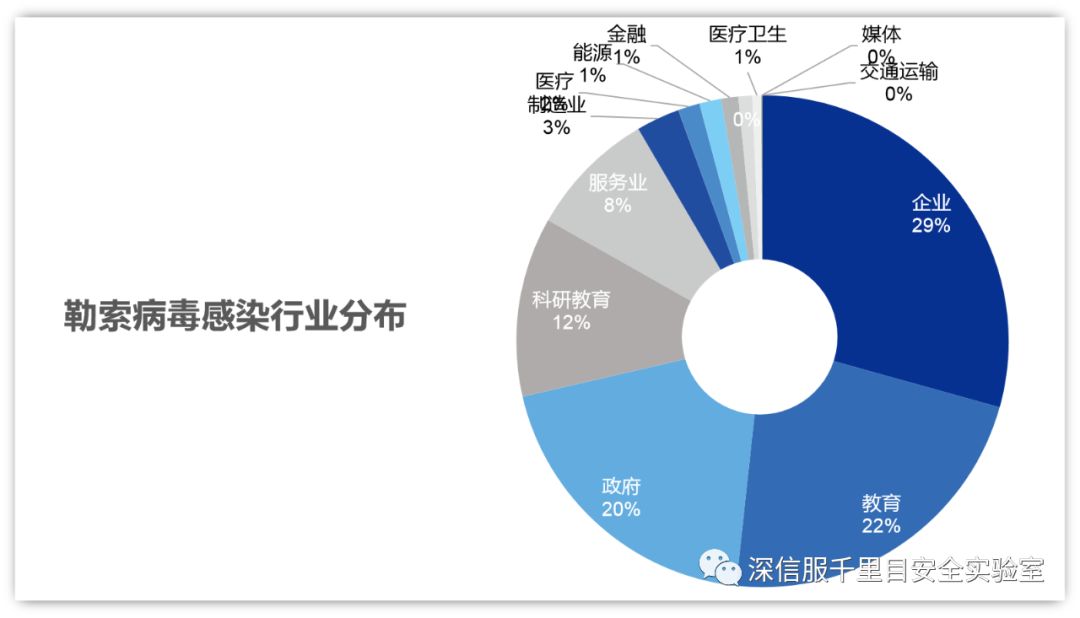 勒索病毒感染行业分布
金融
1%
能源
1%
医疗
制造业
3%
医疗卫生
1%
媒体
0%
交通运输
0%
0%
企业
29%
服务业
8%
科研教育
12%
政府
20%
教育
22%
深信服千里目安全实验室